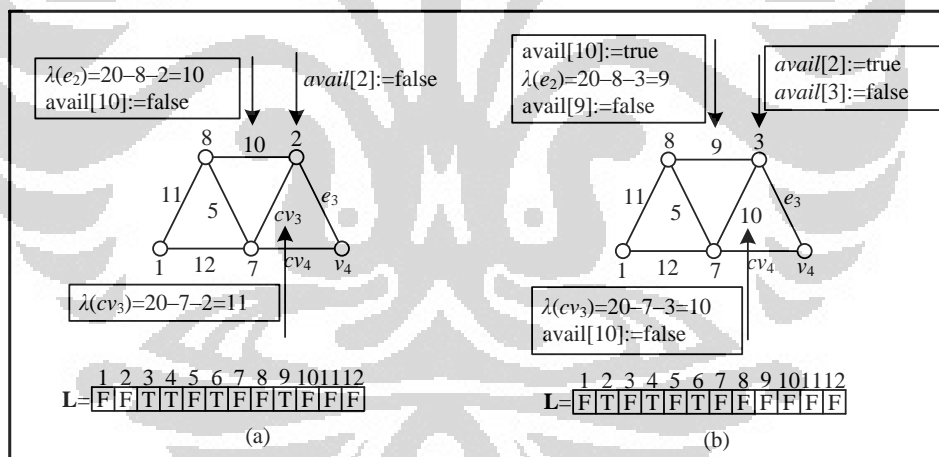 λ(e₂)=20–8–2=10
avail[10]:=false
avail[2]:=false
8
10
2
11
5
cv₃
e₃
1
12
7
cv₄
v₄
λ(cv₃)=20–7–2=11
1 2 3 4 5 6 7 8 9 10 11 12
L= F F T T F T F F T F F F
(a)
avail[10]:=true
λ(e₂)=20–8–3=9
avail[9]:=false
avail[2]:=true
avail[3]:=false
8
9
3
11
5
10
e₃
1
12
7
cv₄
v₄
λ(cv₃)=20–7–3=10
avail[10]:=false
1 2 3 4 5 6 7 8 9 10 11 12
L= F T F T F T F F F F F F
(b)